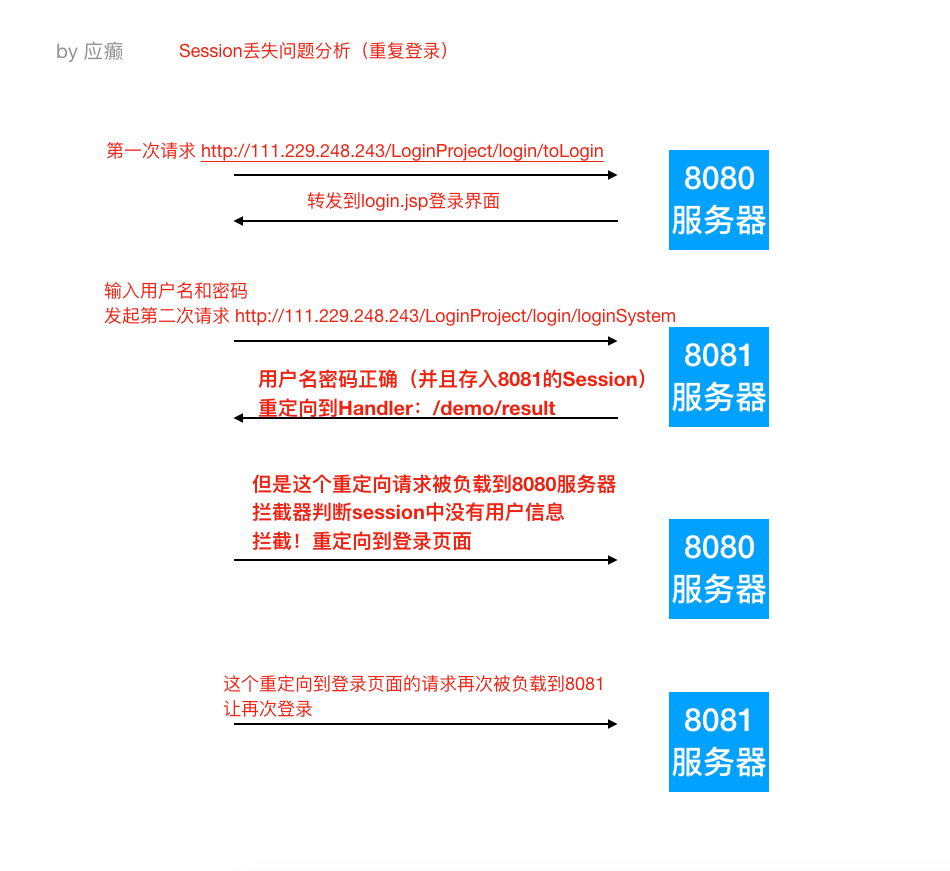 by 应癫
Session丢失问题分析（重复登录）
第一次请求 http://111.229.248.243/LoginProject/login/toLogin
转发到login.jsp登录界面
8080
服务器
输入用户名和密码
发起第二次请求 http://111.229.248.243/LoginProject/login/loginSystem
用户名密码正确（并且存入8081的Session）
重定向到Handler：/demo/result
8081
服务器
但是这个重定向请求被负载到8080服务器
拦截器判断session中没有用户信息
拦截！重定向到登录页面
8080
服务器
这个重定向到登录页面的请求再次被负载到8081
让再次登录
8081
服务器